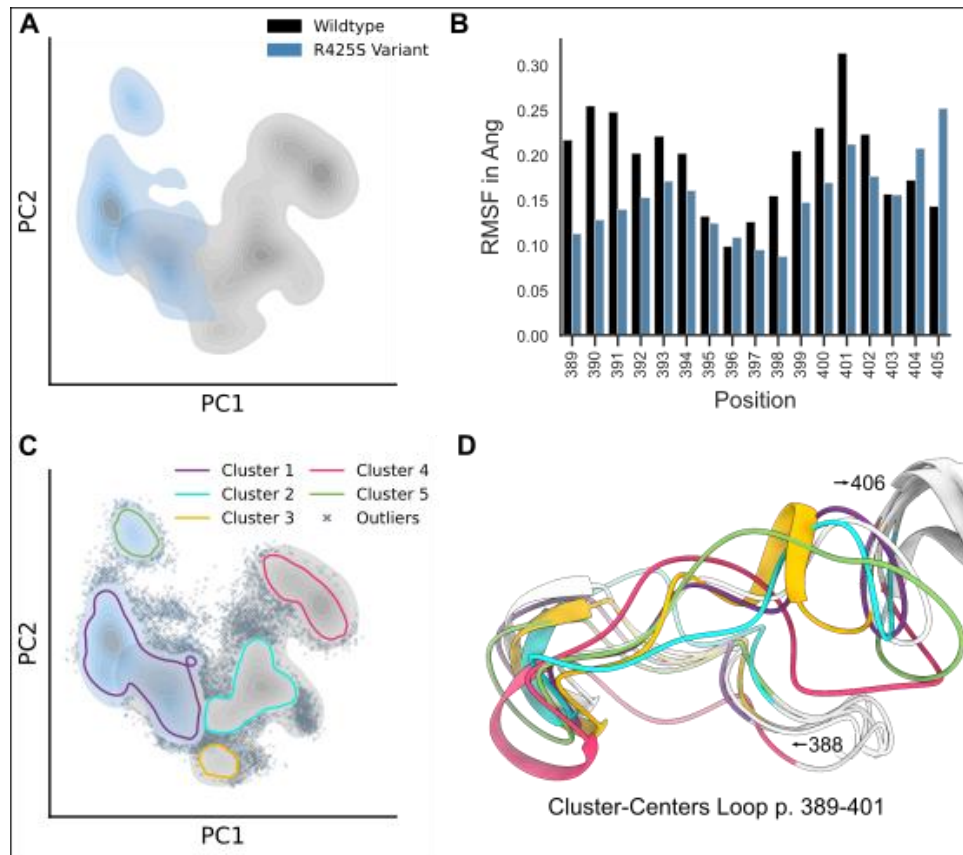 A
Wildtype
R425S Variant
PC2
PC1
B
RMSF in Ang
0.30
0.25
0.20
0.15
0.10
0.05
0.00
389 390 391 392 393 394 395 396 397 398 399 400 401 402 403 404 405
Position
C
Cluster 1 Cluster 4
Cluster 2 Cluster 5
Cluster 3 × Outliers
PC2
PC1
D
→406
←388
Cluster-Centers Loop p. 389-401